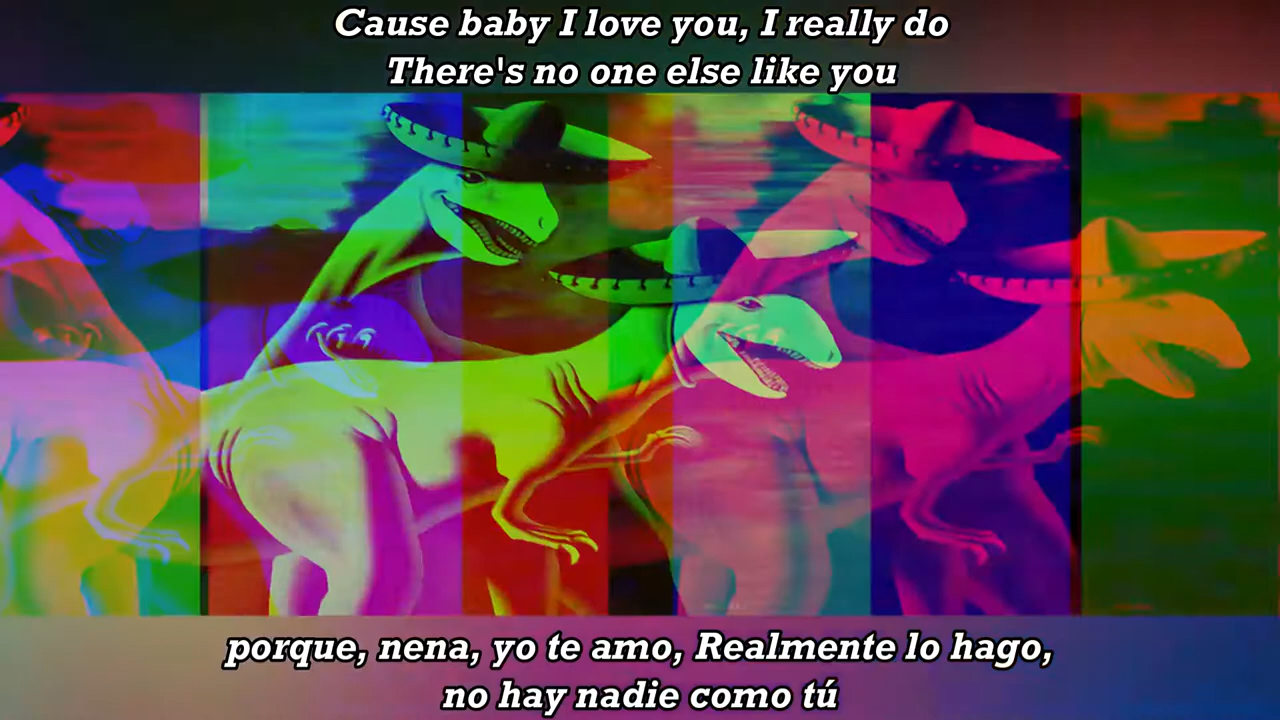 Cause baby I love you, I really do
There's no one else like you
porque, nena, yo te amo, Realmente lo hago,
no hay nadie como tú